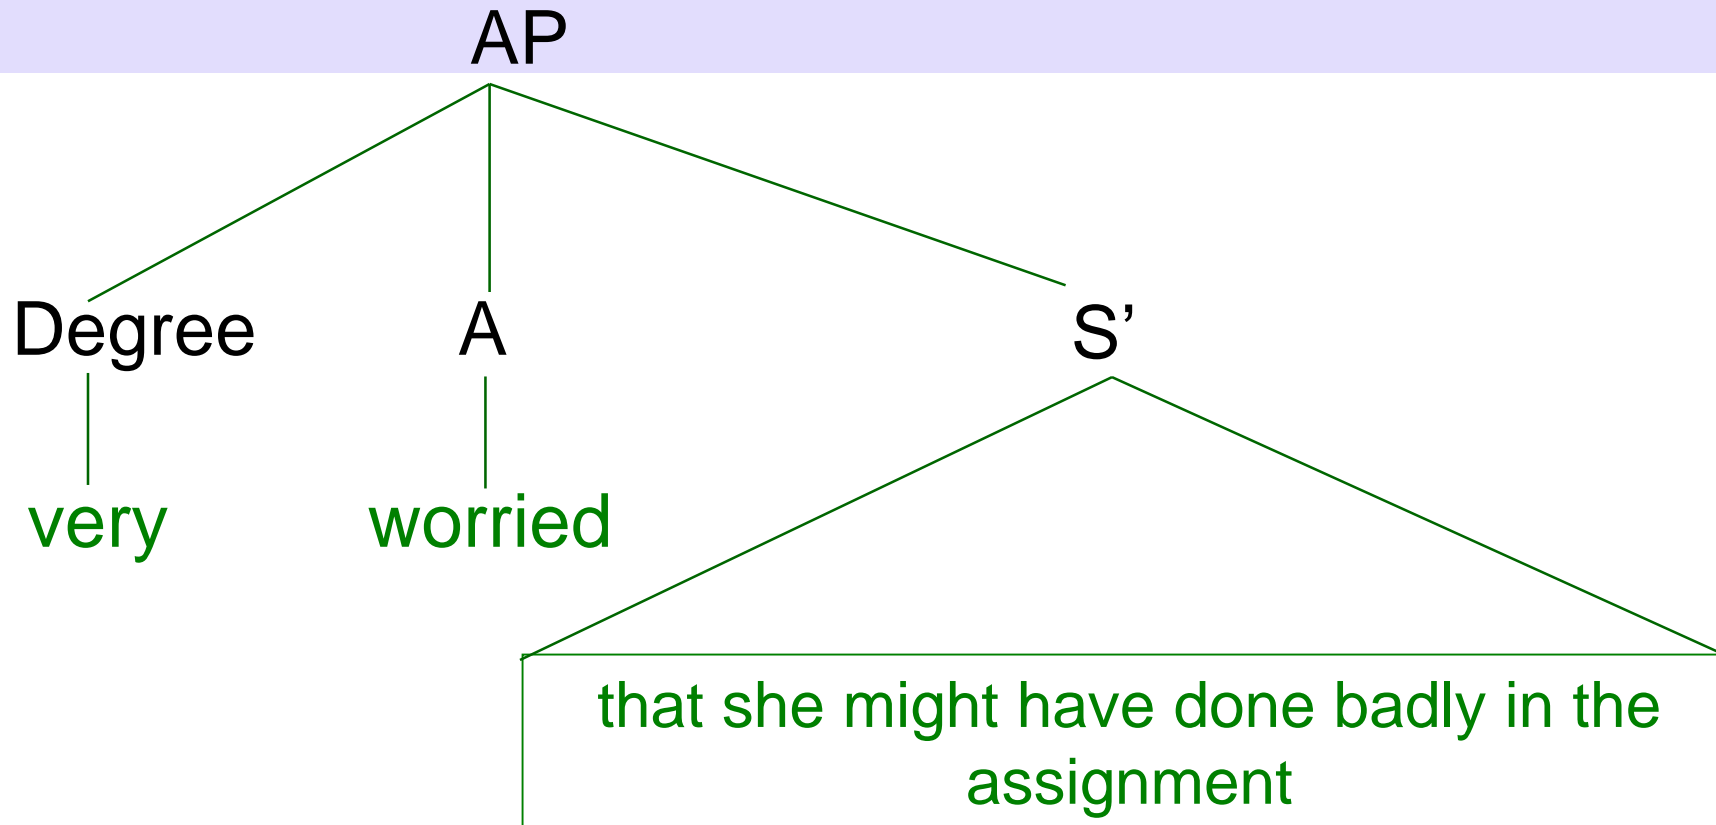 AP
Degree A S’
very worried
that she might have done badly in the
assignment